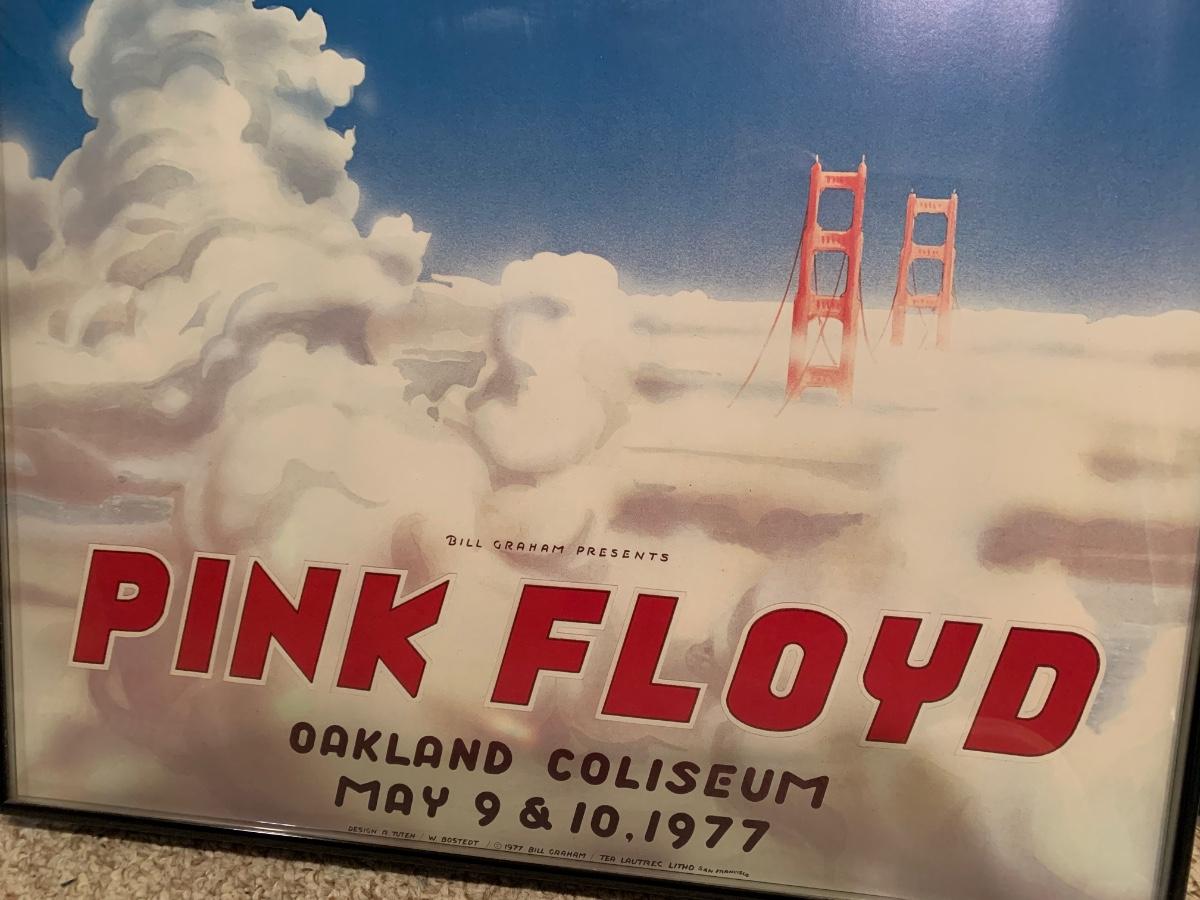 BILL GRAHAM PRESENTS
PINK FLOYD
OAKLAND COLISEUM
MAY 9 & 10, 1977
DESIGN R. TUTEN / W. BOSTEDT / © 1977 BILL GRAHAM / TEA LAUTREC LITHO SAN FRANCISCO